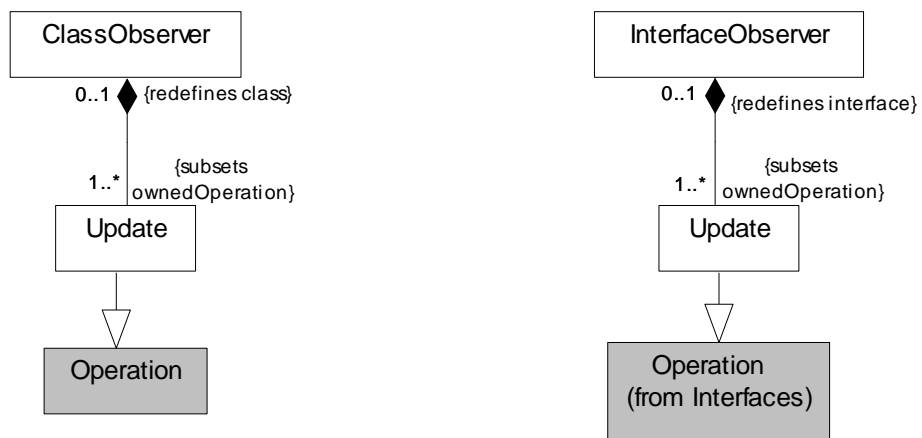 ClassObserver
0..1
{redefines class}
1..*
{subsets
ownedOperation}
Update
Operation
InterfaceObserver
0..1
{redefines interface}
1..*
{subsets
ownedOperation}
Update
Operation
(from Interfaces)